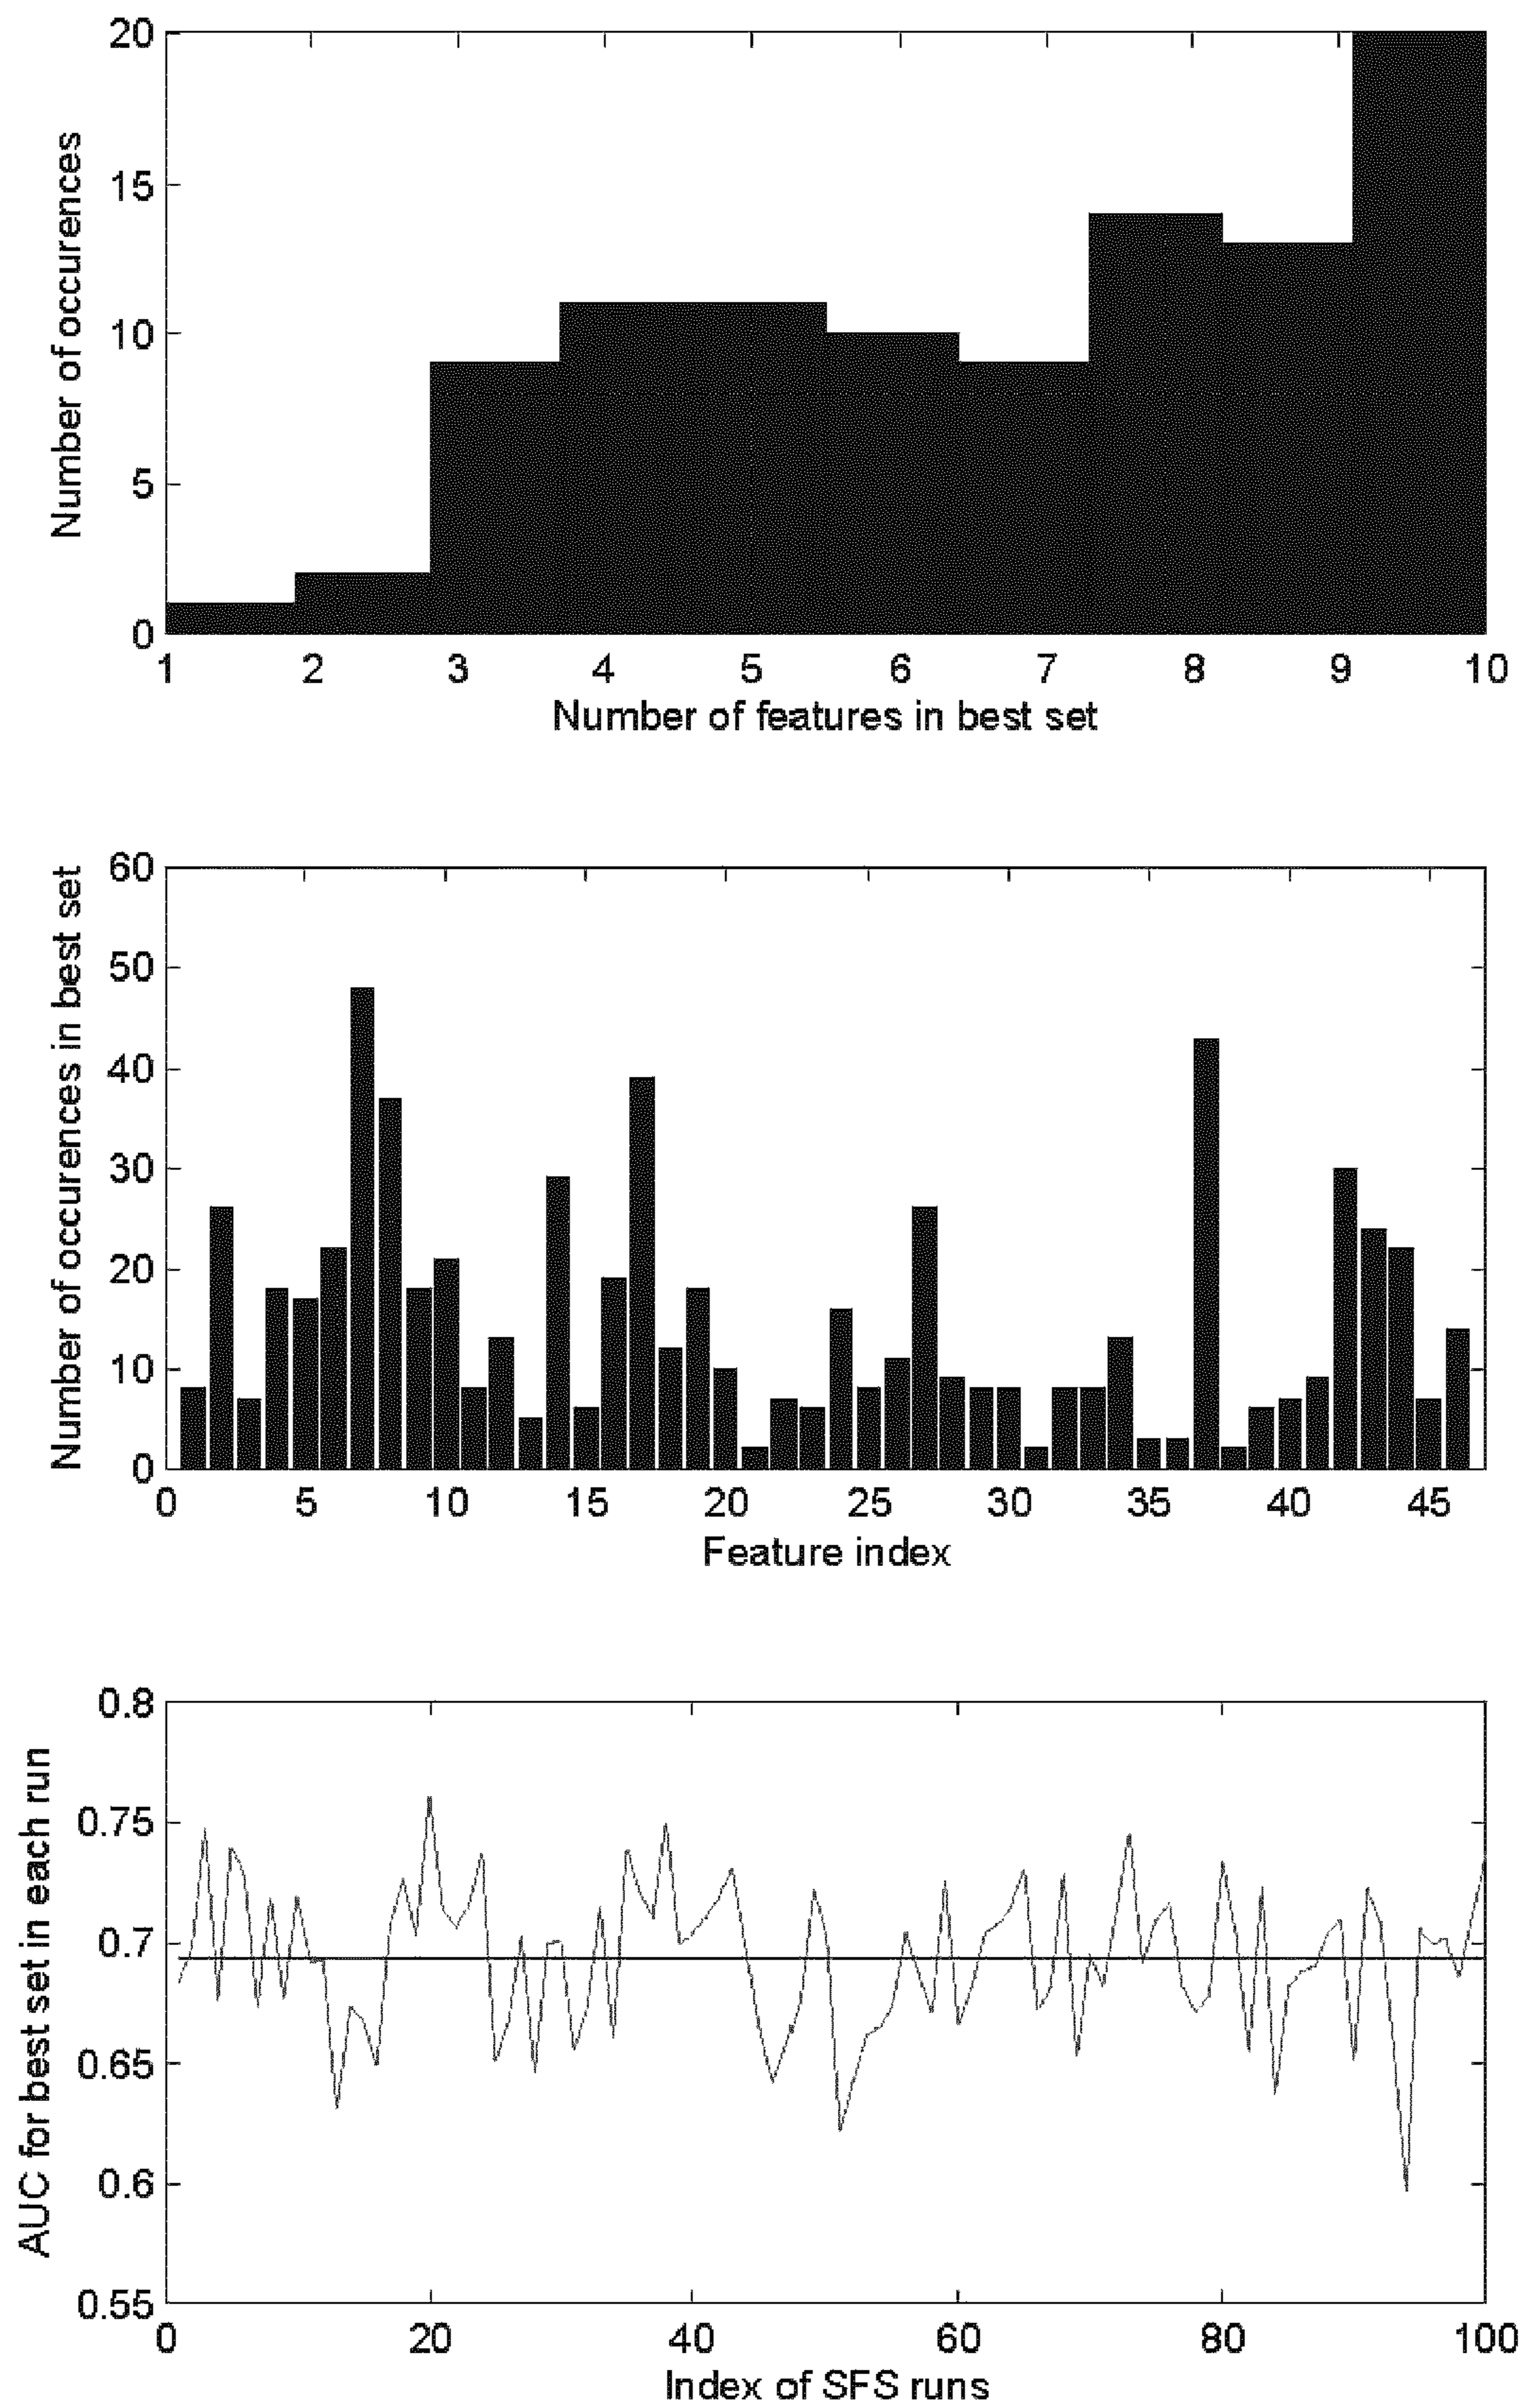 20
15
10
5
0
Number of occurences
1 2 3 4 5 6 7 8 9 10
Number of features in best set
60
50
40
30
20
10
0
Number of occurences in best set
0 5 10 15 20 25 30 35 40 45
Feature index
0.8
0.75
0.7
0.65
0.6
0.55
AUC for best set in each run
0 20 40 60 80 100
Index of SFS runs